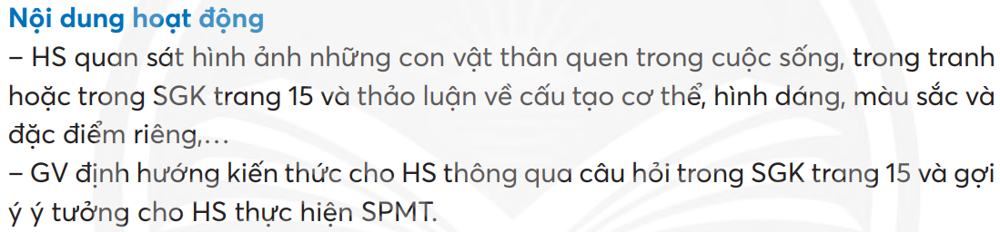 Nội dung hoạt động
– HS quan sát hình ảnh những con vật thân quen trong cuộc sống, trong tranh
hoặc trong SGK trang 15 và thảo luận về cấu tạo cơ thể, hình dáng, màu sắc và
đặc điểm riêng,…
– GV định hướng kiến thức cho HS thông qua câu hỏi trong SGK trang 15 và gợi
ý ý tưởng cho HS thực hiện SPMT.